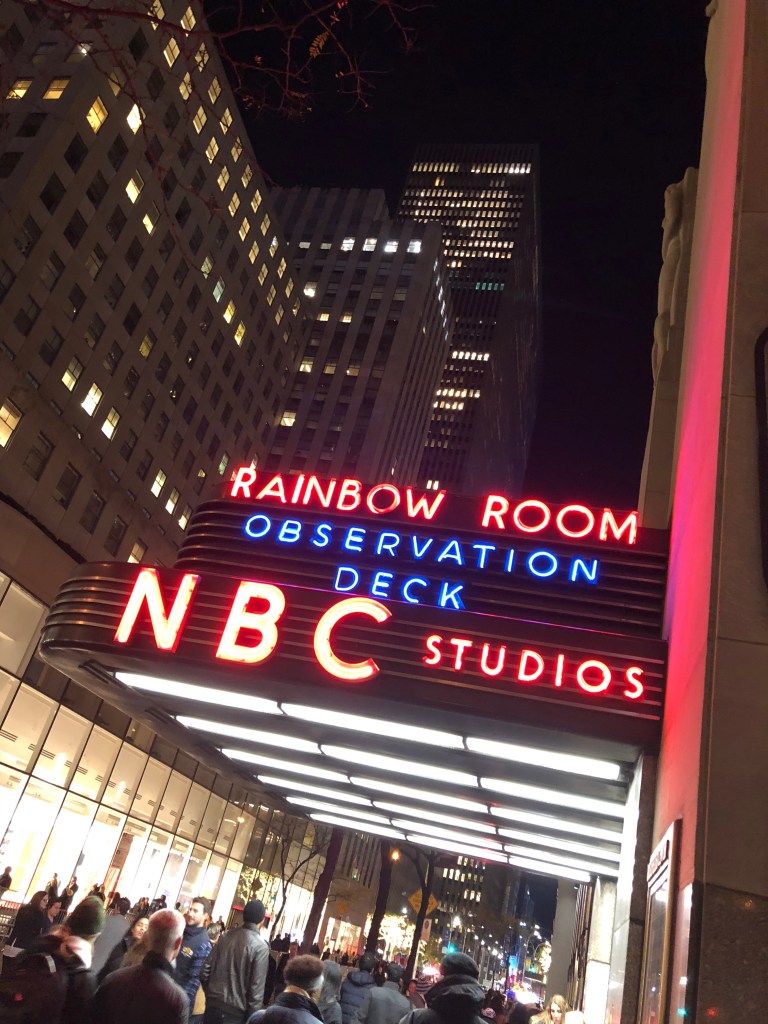 RAINBOW ROOM
OBSERVATION
DECK
NBC STUDIOS